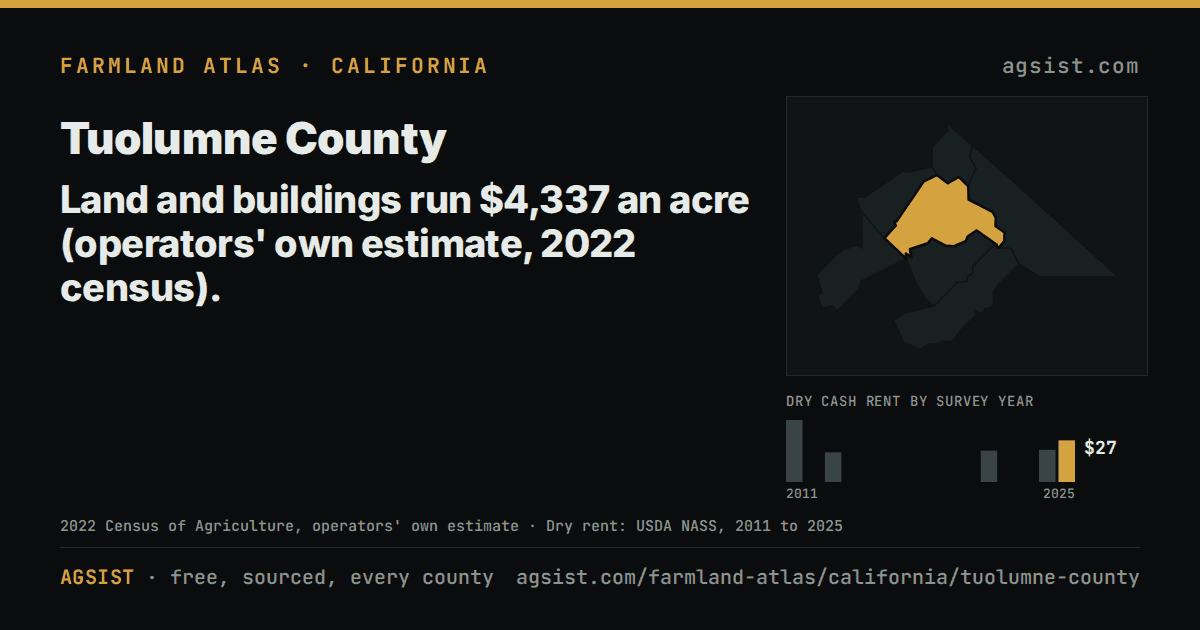 FARMLAND ATLAS · CALIFORNIA
agsist.com
Tuolumne County
Land and buildings run $4,337 an acre
(operators' own estimate, 2022
census).
DRY CASH RENT BY SURVEY YEAR
$27
2011
2025
2022 Census of Agriculture, operators' own estimate · Dry rent: USDA NASS, 2011 to 2025
AGSIST · free, sourced, every county
agsist.com/farmland-atlas/california/tuolumne-county